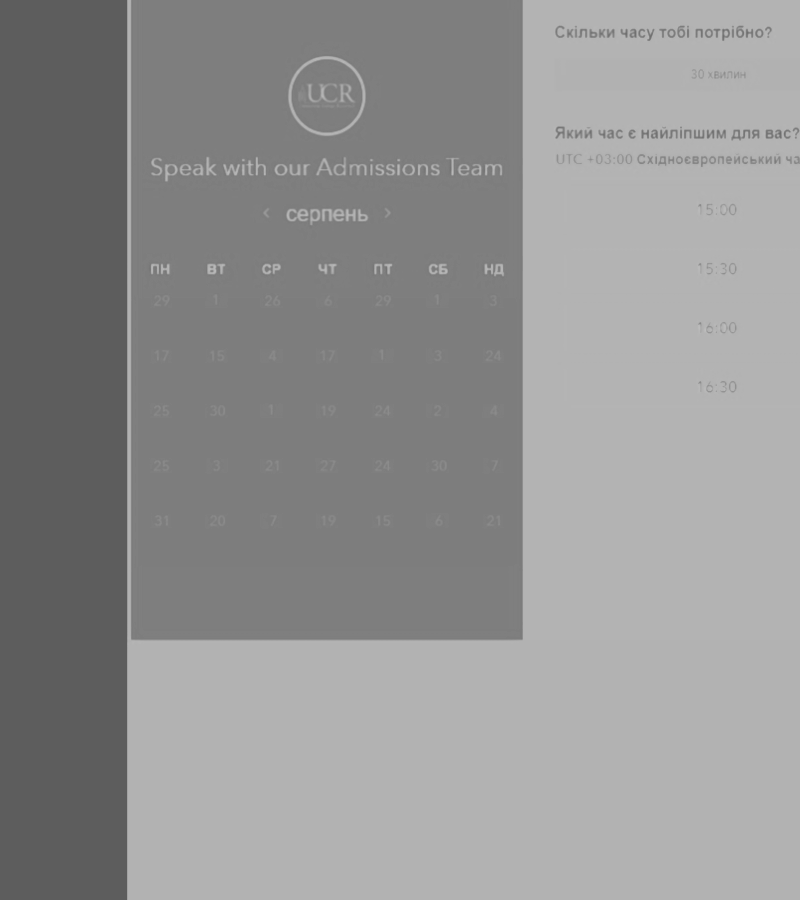 UCR
Speak with our Admissions Team
‹ серпень ›
ПН ВТ СР ЧТ ПТ СБ НД
29 1 26 6 29 1 3
17 15 4 17 1 3 24
25 30 1 19 24 2 4
25 3 21 27 24 30 7
31 20 7 19 15 6 21
Скільки часу тобі потрібно?
30 хвилин
Який час є найліпшим для вас?
UTC +03:00 Східноєвропейський ча
15:00
15:30
16:00
16:30